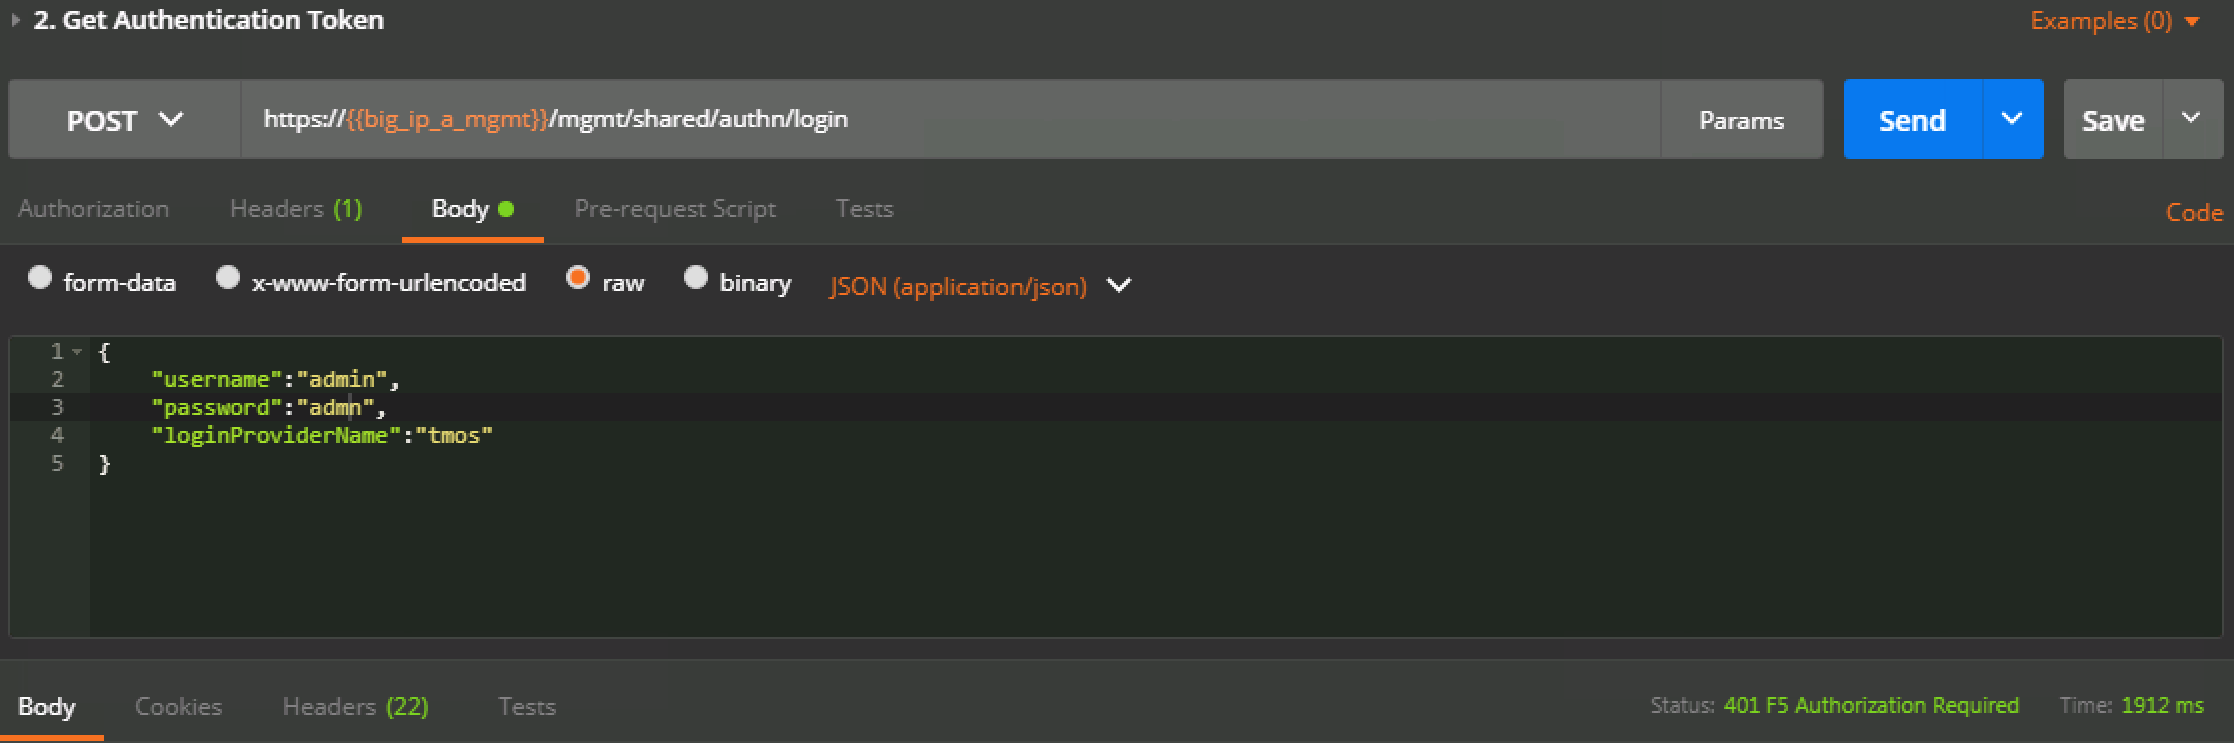 2. Get Authentication Token
Examples (0)
POST
https://{{big_ip_a_mgmt}}/mgmt/shared/authn/login
Params
Send
Save
Authorization Headers (1) Body Pre-request Script Tests Code
form-data x-www-form-urlencoded raw binary JSON (application/json)
1 {
2 "username":"admin",
3 "password":"admn",
4 "loginProviderName":"tmos"
5 }
Body Cookies Headers (22) Tests Status: 401 F5 Authorization Required Time: 1912 ms